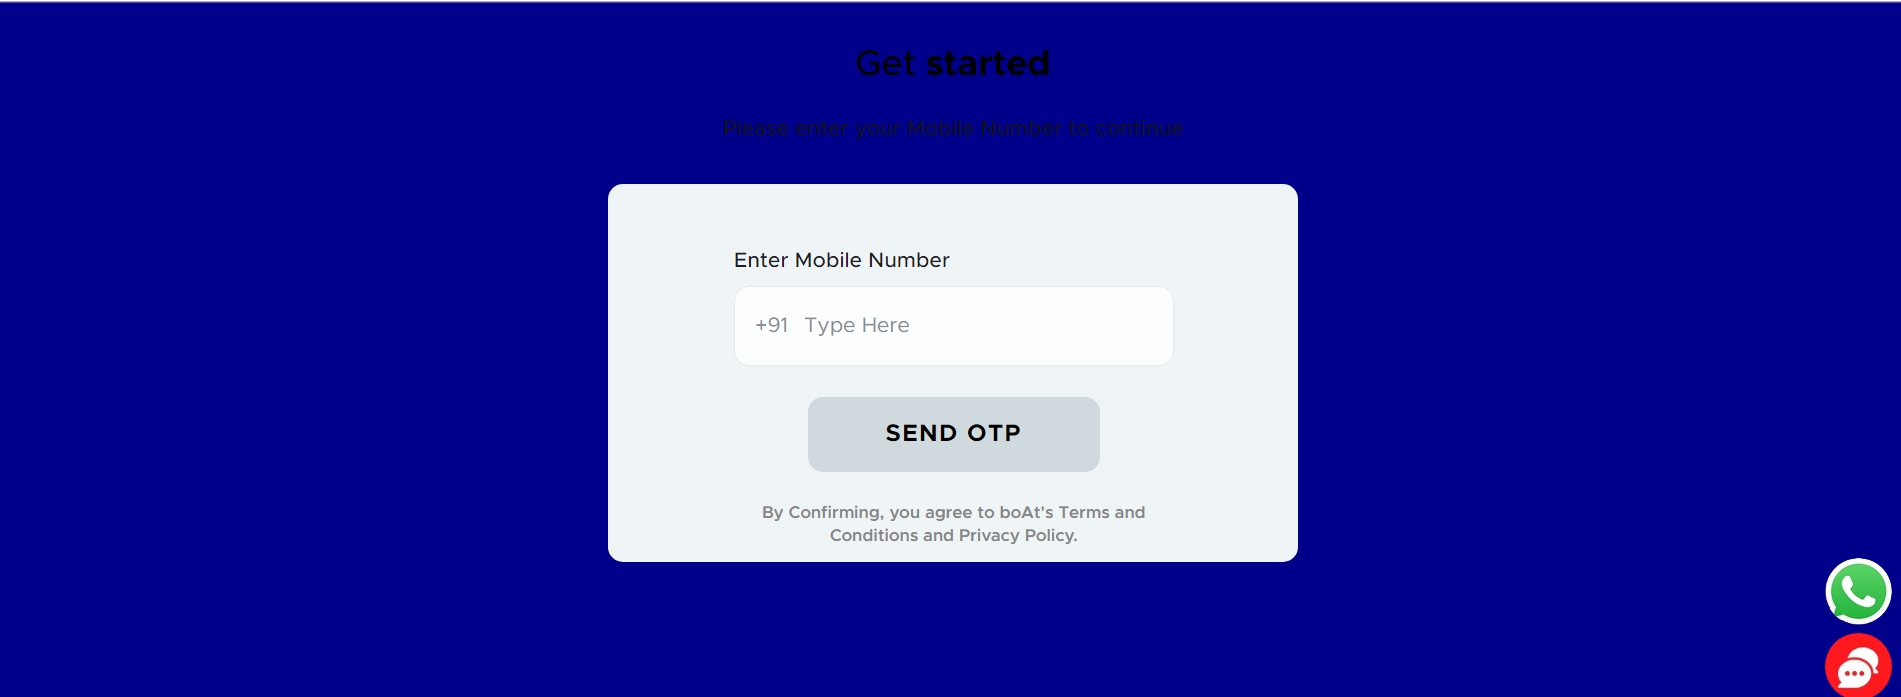 Get started
Please enter your Mobile Number to continue
Enter Mobile Number
+91 Type Here
SEND OTP
By Confirming, you agree to boAt's Terms and
Conditions and Privacy Policy.